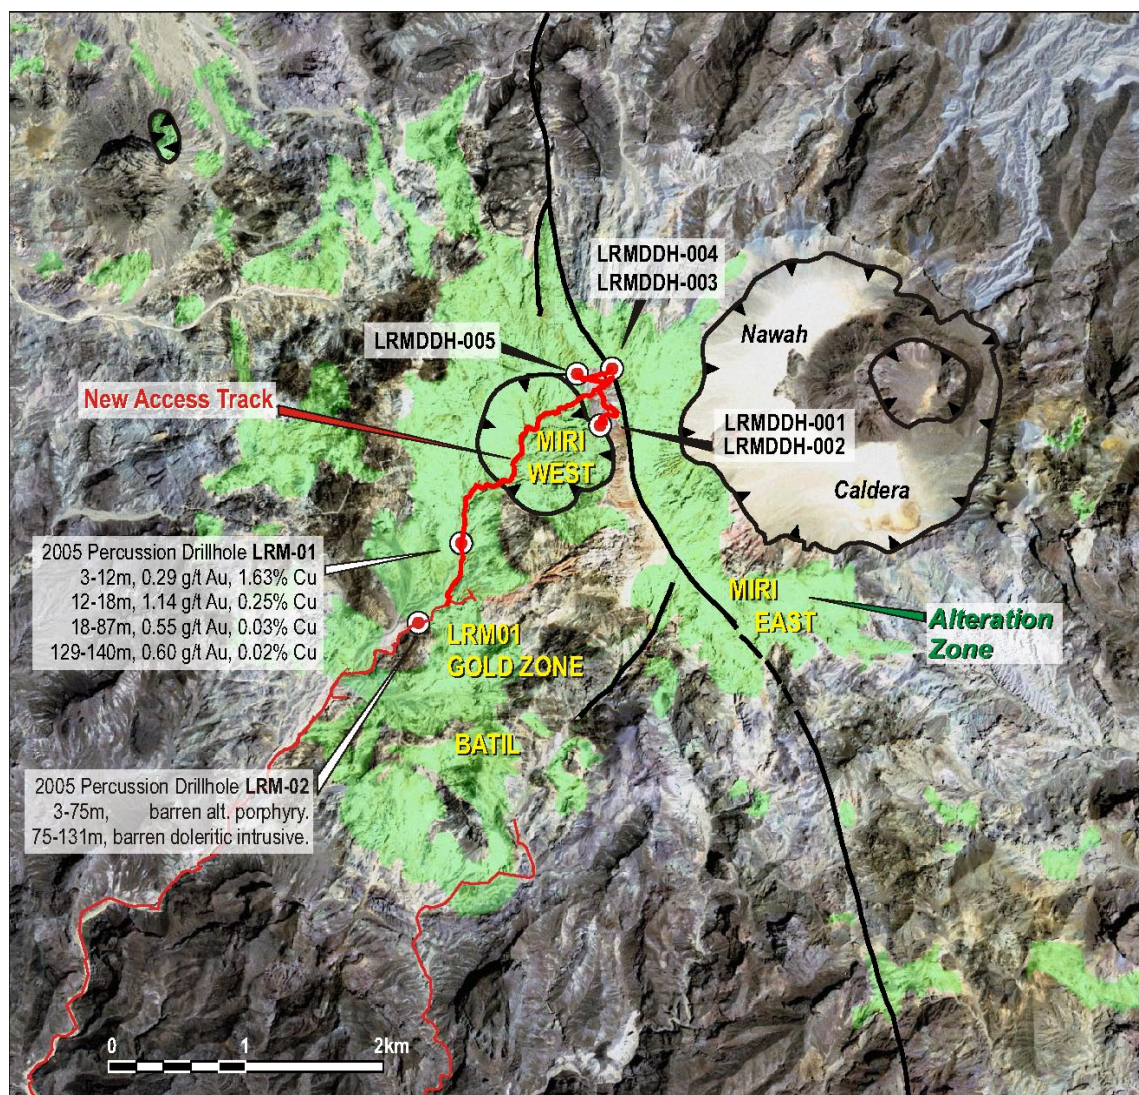 LRMDDH-004
LRMDDH-003
Nawah
LRMDDH-005
New Access Track
LRMDDH-001
LRMDDH-002
MIRI
WEST
Caldera
2005 Percussion Drillhole LRM-01
3-12m, 0.29 g/t Au, 1.63% Cu
12-18m, 1.14 g/t Au, 0.25% Cu
18-87m, 0.55 g/t Au, 0.03% Cu
129-140m, 0.60 g/t Au, 0.02% Cu
MIRI
EAST
Alteration
Zone
LRM01
GOLD ZONE
BATIL
2005 Percussion Drillhole LRM-02
3-75m, barren alt. porphyry.
75-131m, barren doleritic intrusive.
0 1 2km